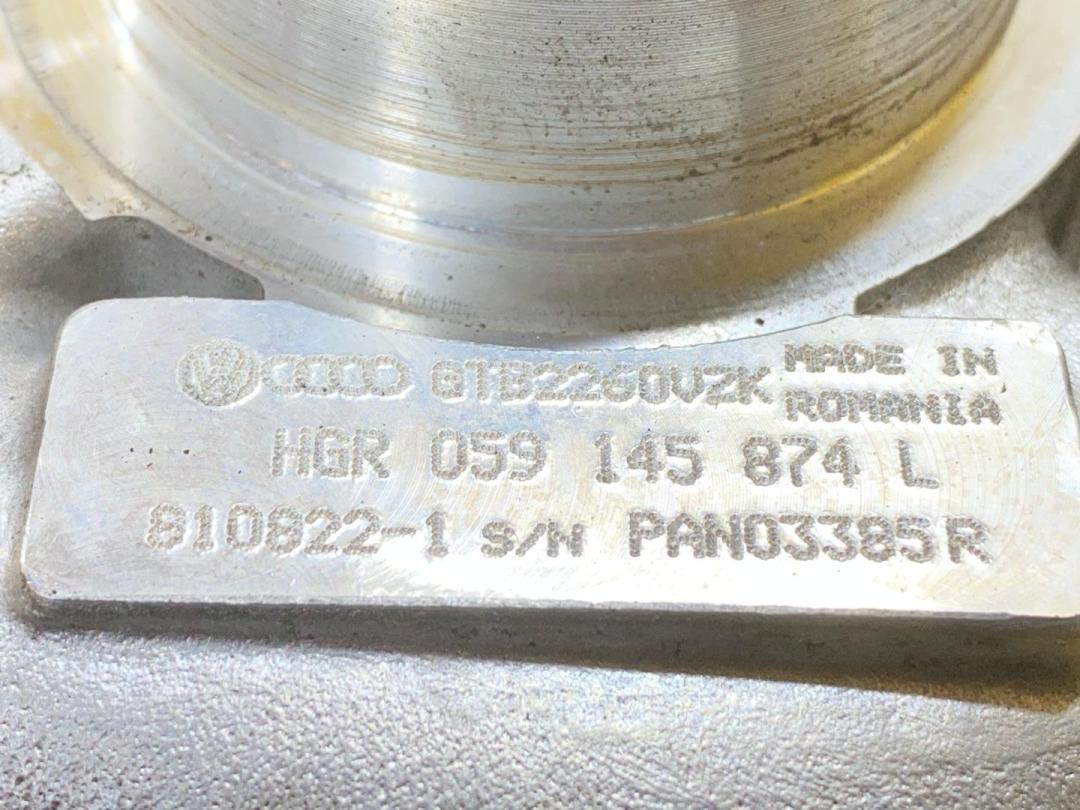 GTB2260VZK MADE IN
ROMANIA
HGR 059 145 874 L
810822-1 S/N PAN03385R